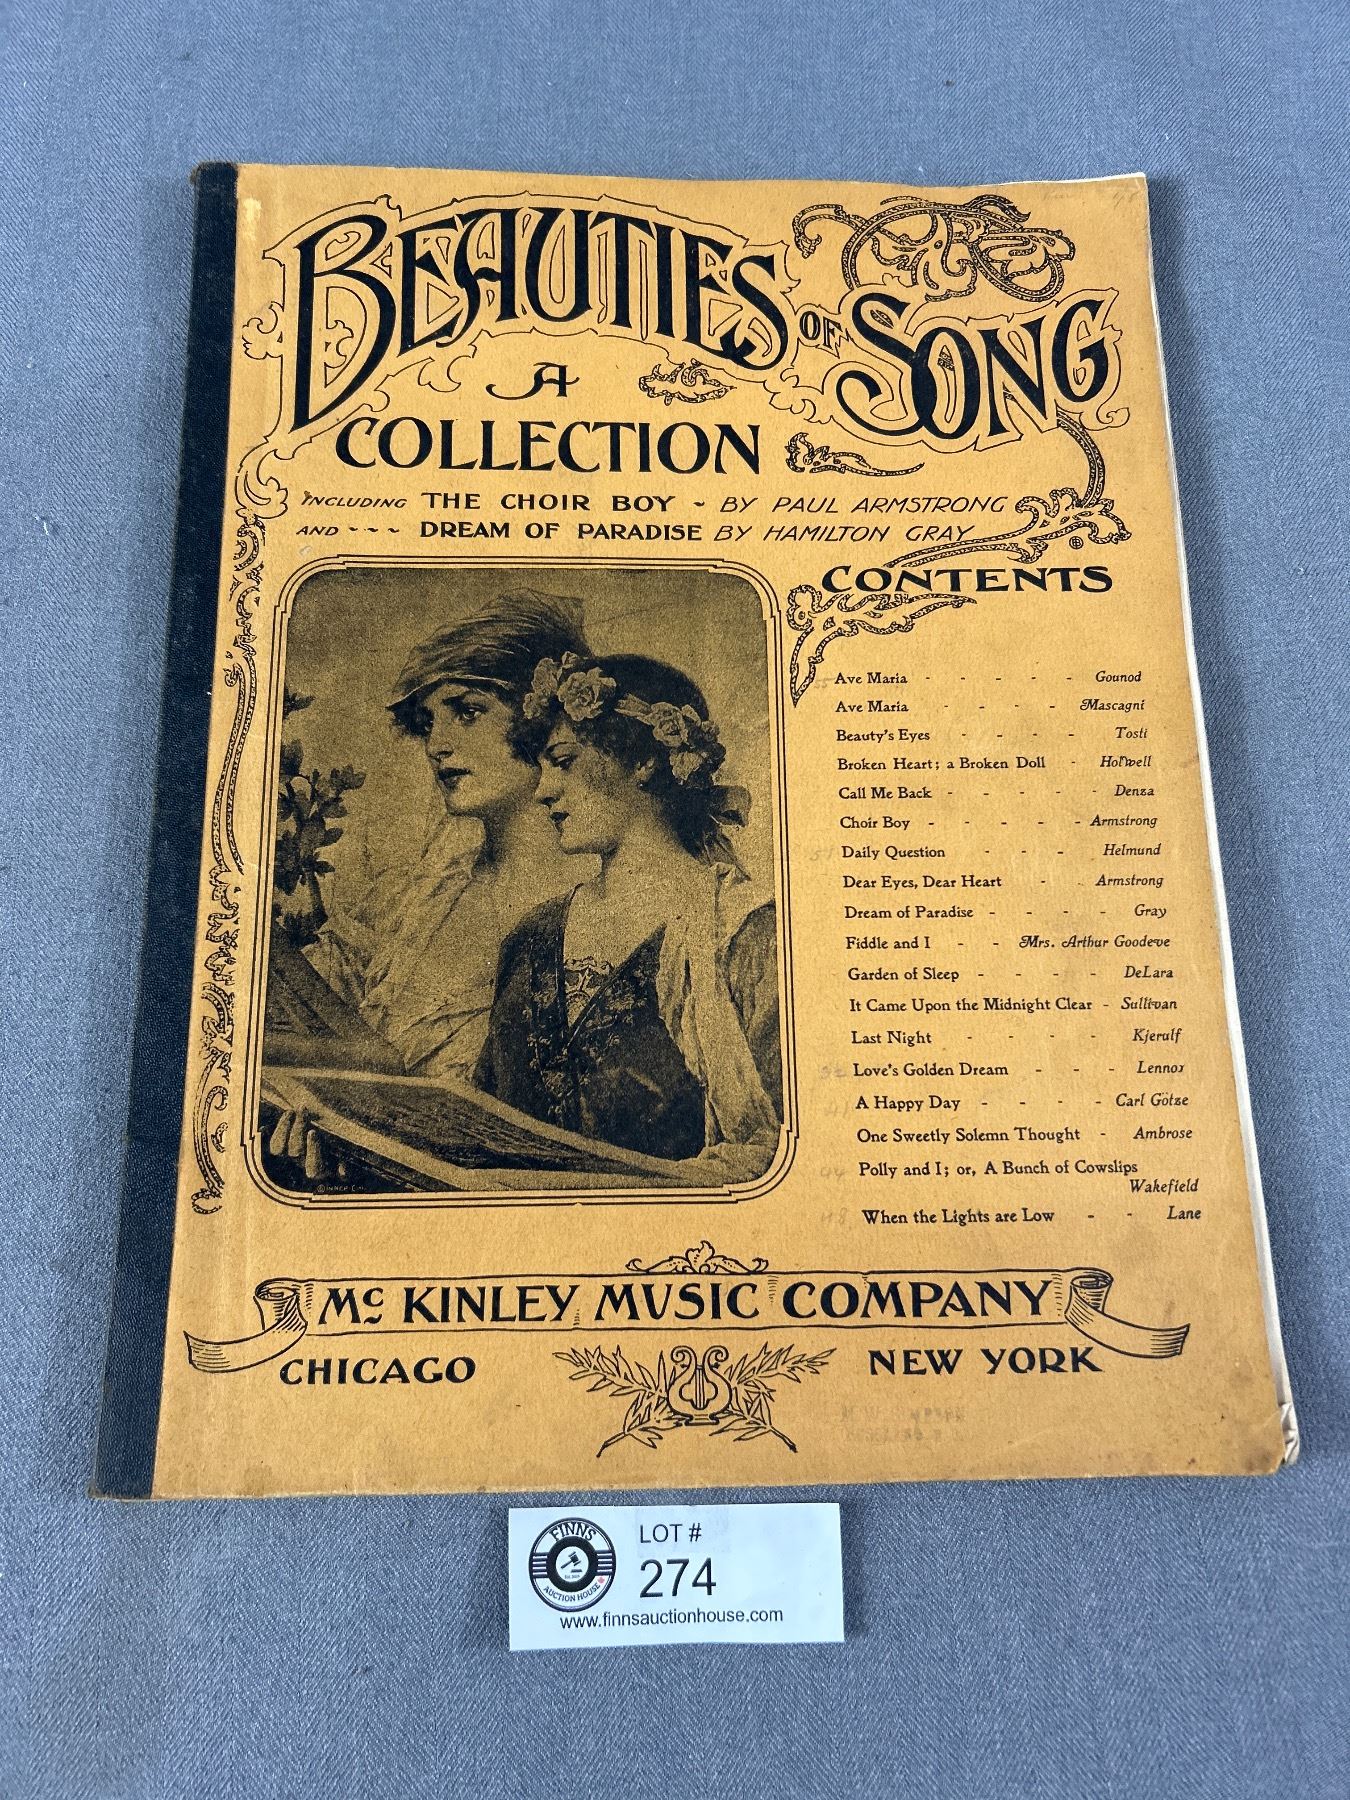 BEAUTIES OF SONG
A
COLLECTION
INCLUDING THE CHOIR BOY ~ BY PAUL ARMSTRONG
AND ~ ~ ~ DREAM OF PARADISE BY HAMILTON GRAY
CONTENTS
Ave Maria - - - - - Gounod
Ave Maria - - - - Mascagni
Beauty's Eyes - - - - Tosti
Broken Heart; a Broken Doll - Holwell
Call Me Back - - - - - Denza
Choir Boy - - - - - Armstrong
Daily Question - - - Helmund
Dear Eyes, Dear Heart - - Armstrong
Dream of Paradise - - - - Gray
Fiddle and I - - Mrs. Arthur Goodeve
Garden of Sleep - - - - DeLara
It Came Upon the Midnight Clear - Sullivan
Last Night - - - - Kjerulf
Love's Golden Dream - - - Lennox
A Happy Day - - - - Carl Götze
One Sweetly Solemn Thought - Ambrose
Polly and I; or, A Bunch of Cowslips
Wakefield
When the Lights are Low - - Lane
Mc KINLEY MUSIC COMPANY
CHICAGO NEW YORK
FINNS
AUCTION HOUSE
LOT #
274
www.finnsauctionhouse.com